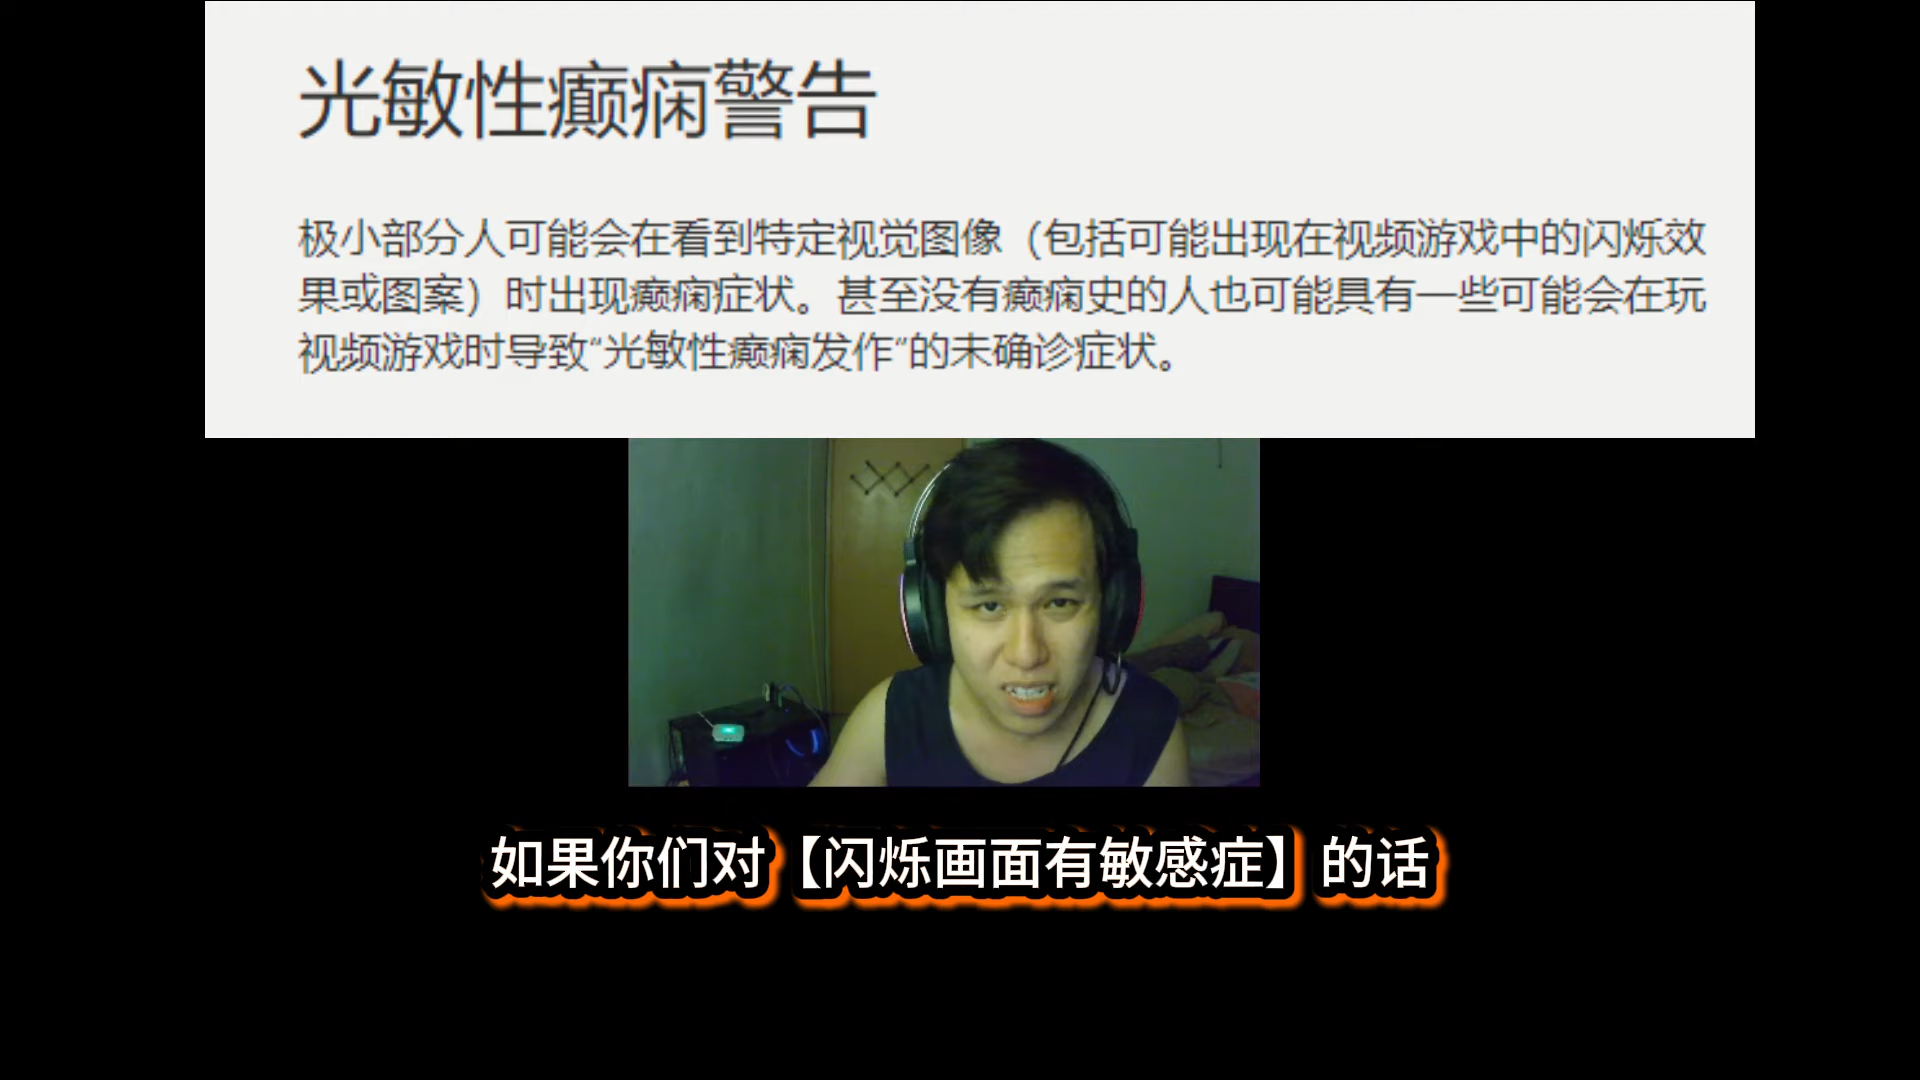 光敏性癫痫警告
极小部分人可能会在看到特定视觉图像（包括可能出现在视频游戏中的闪烁效
果或图案）时出现癫痫症状。甚至没有癫痫史的人也可能具有一些可能会在玩
视频游戏时导致“光敏性癫痫发作”的未确诊症状。
如果你们对【闪烁画面有敏感症】的话